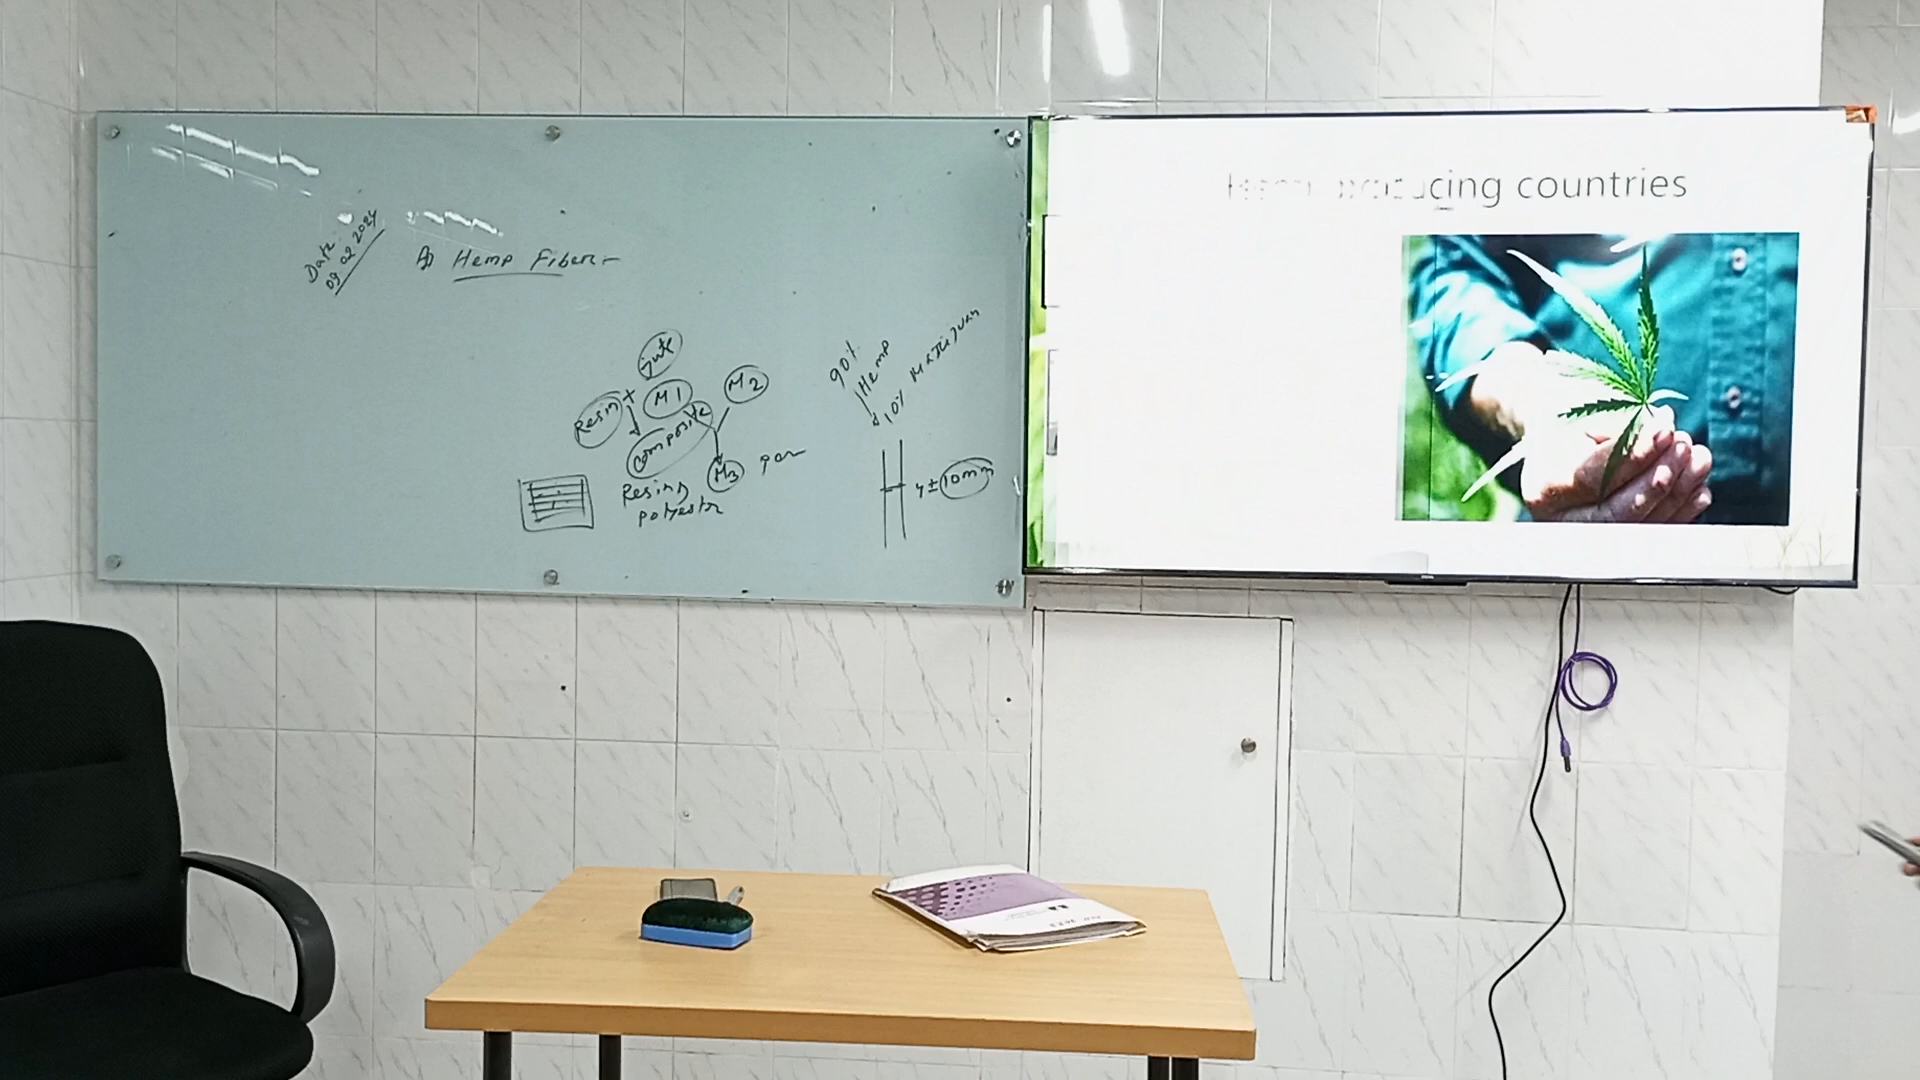 Date:
09.02.2024
Hemp Fiber
jute
Resin + M1
M2
composite
M3
Resin
polyester
90%
Hemp
10%
10mm
producing countries